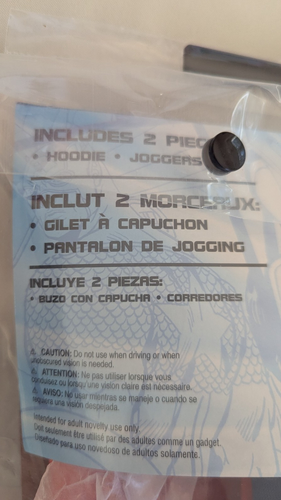 INCLUDES 2 PIEC
• HOODIE • JOGGERS
INCLUT 2 MORCEAUX:
• GILET À CAPUCHON
• PANTALON DE JOGGING
INCLUYE 2 PIEZAS:
• BUZO CON CAPUCHA • CORREDORES
⚠ CAUTION: Do not use when driving or when
unobscured vision is needed.
⚠ ATTENTION: Ne pas utiliser lorsque vous
conduisez ou lorsqu'une vision claire est nécessaire.
⚠ AVISO: No usar mientras se maneje o cuando se
requiera una visión despejada.
Intended for adult novelty use only.
Doit seulement être utilisé par des adultes comme un gadget.
Diseñado para uso novedoso de adultos solamente.